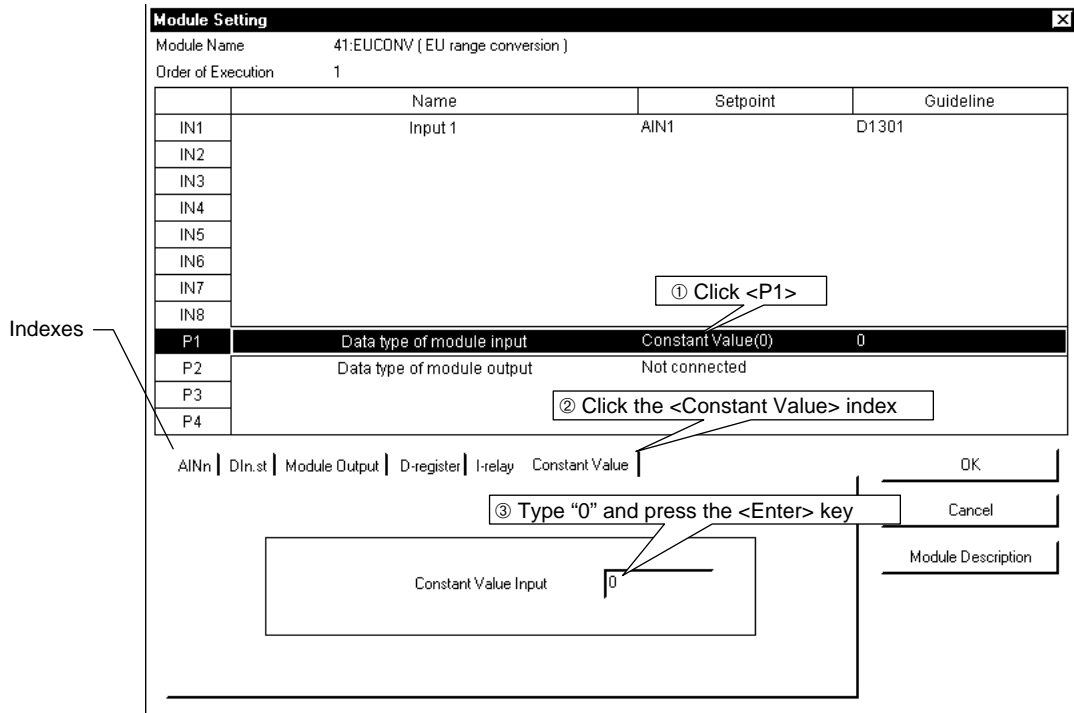 Module Setting
Module Name 41:EUCONV ( EU range conversion )
Order of Execution 1
Name Setpoint Guideline
IN1 Input 1 AIN1 D1301
IN2
IN3
IN4
IN5
IN6
IN7
IN8
① Click <P1>
Indexes
P1 Data type of module input Constant Value(0) 0
P2 Data type of module output Not connected
P3
P4
② Click the <Constant Value> index
AINn DIn.st Module Output D-register I-relay Constant Value
OK
③ Type “0” and press the <Enter> key
Cancel
Constant Value Input 0
Module Description